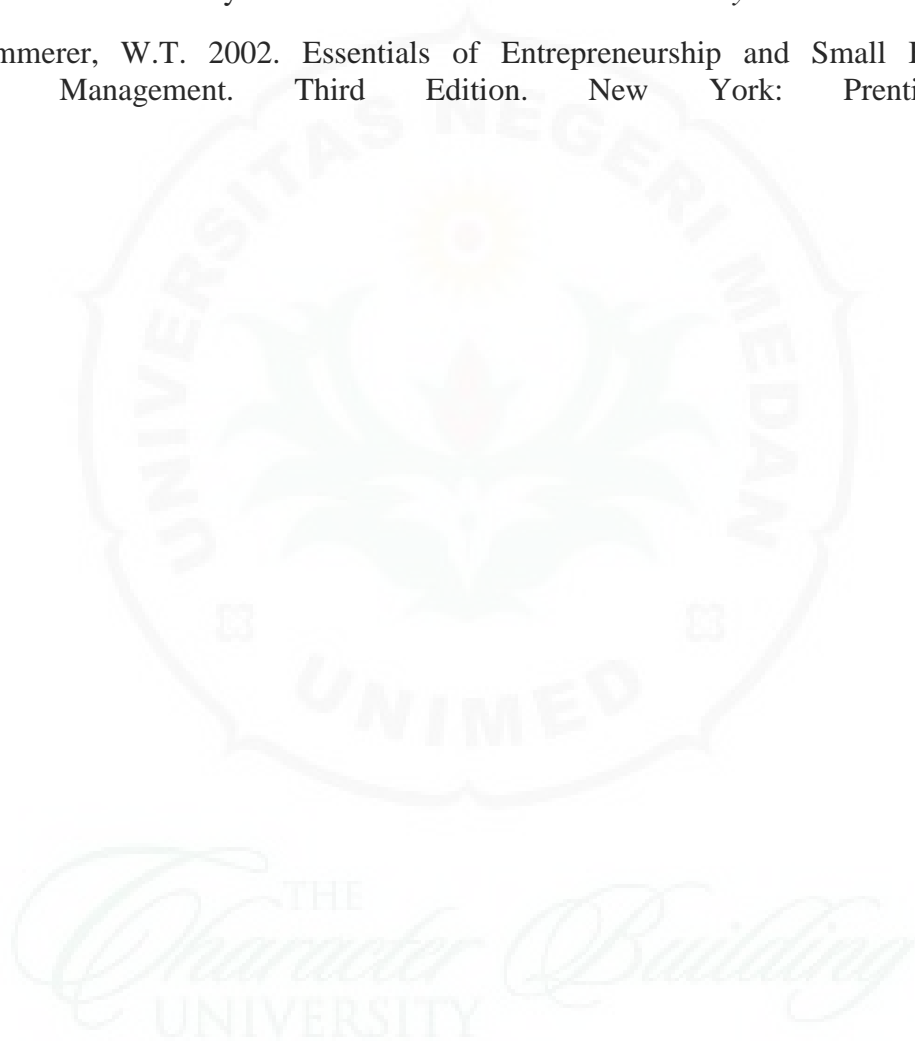 mmerer, W.T. 2002. Essentials of Entrepreneurship and Small
Management. Third Edition. New York: Prenti
UNIVERSITAS NEGERI MEDAN
UNIMED
THE
Character Building
UNIVERSITY